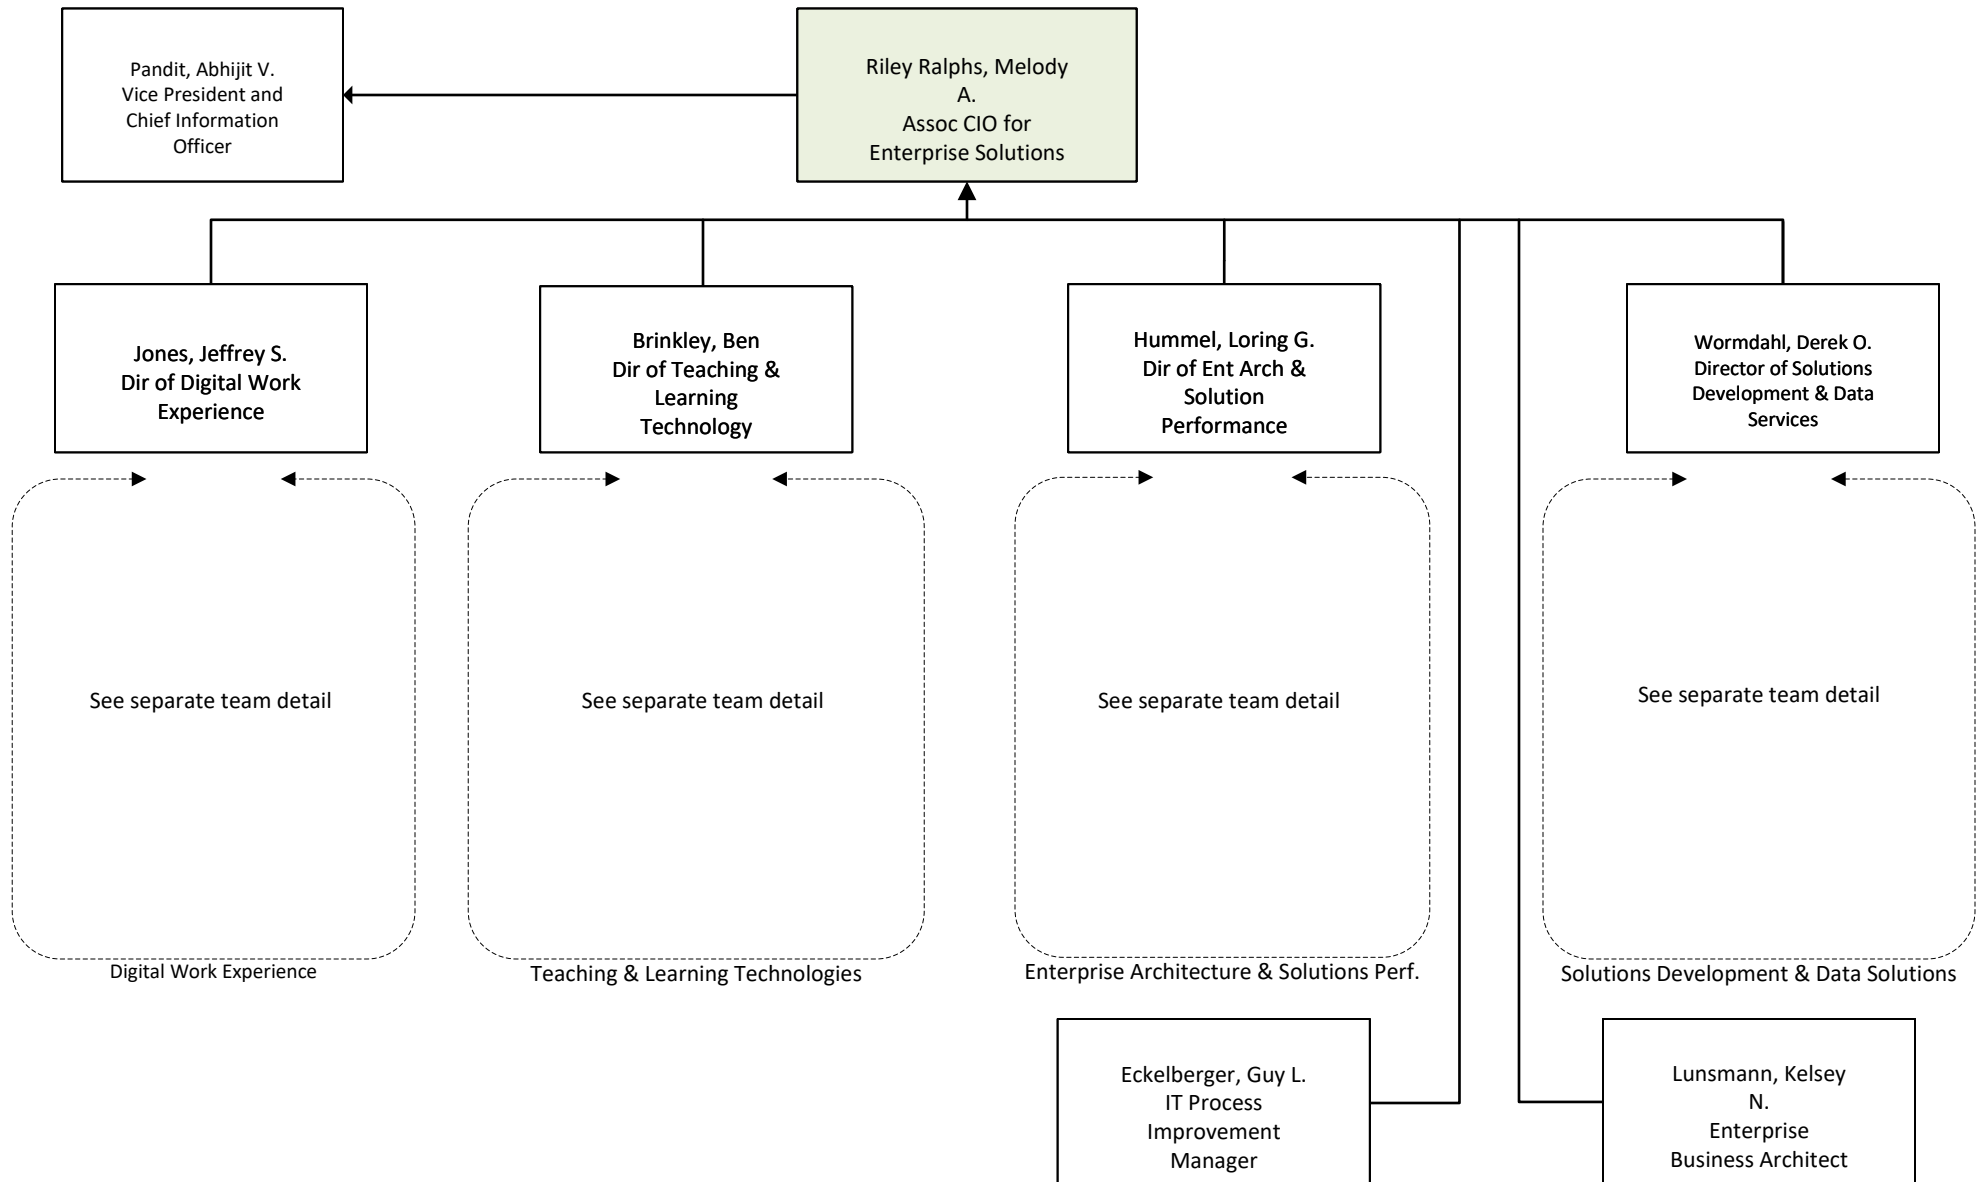 Pandit, Abhijit V.
Vice President and
Chief Information
Officer
Riley Ralphs, Melody
A.
Assoc CIO for
Enterprise Solutions
Jones, Jeffrey S.
Dir of Digital Work
Experience
Brinkley, Ben
Dir of Teaching &
Learning
Technology
Hummel, Loring G.
Dir of Ent Arch &
Solution
Performance
Wormdahl, Derek O.
Director of Solutions
Development & Data
Services
See separate team detail
See separate team detail
See separate team detail
See separate team detail
Digital Work Experience
Teaching & Learning Technologies
Enterprise Architecture & Solutions Perf.
Solutions Development & Data Solutions
Eckelberger, Guy L.
IT Process
Improvement
Manager
Lunsmann, Kelsey
N.
Enterprise
Business Architect